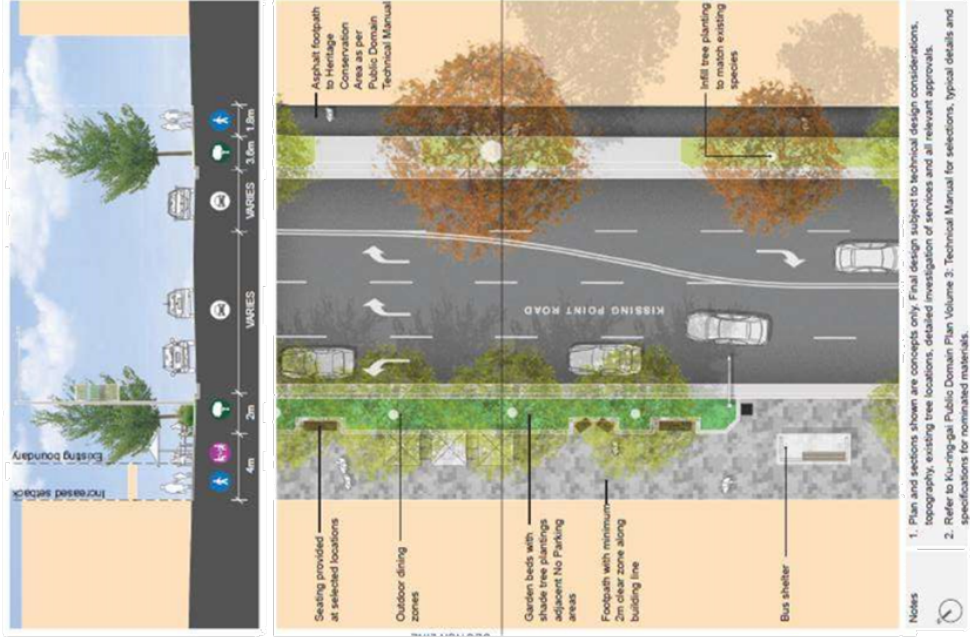 Increased setback
Existing boundary
4m
2m
VARIES
VARIES
3.6m
1.8m
Seating provided
at selected locations
Outdoor dining
zones
Garden beds with
shade tree plantings
adjacent No Parking
areas
Footpath with minimum
2m clear zone along
building line
Bus shelter
KISSING POINT ROAD
Asphalt footpath
to Heritage
Conservation
Area as per
Public Domain
Technical Manual
Infill tree planting
to match existing
species
Notes
1. Plan and sections shown are concepts only. Final design subject to technical design considerations,
topography, existing tree locations, detailed investigation of services and all relevant approvals.
2. Refer to Ku-ring-gai Public Domain Plan Volume 3: Technical Manual for selections, typical details and
specifications for nominated materials.